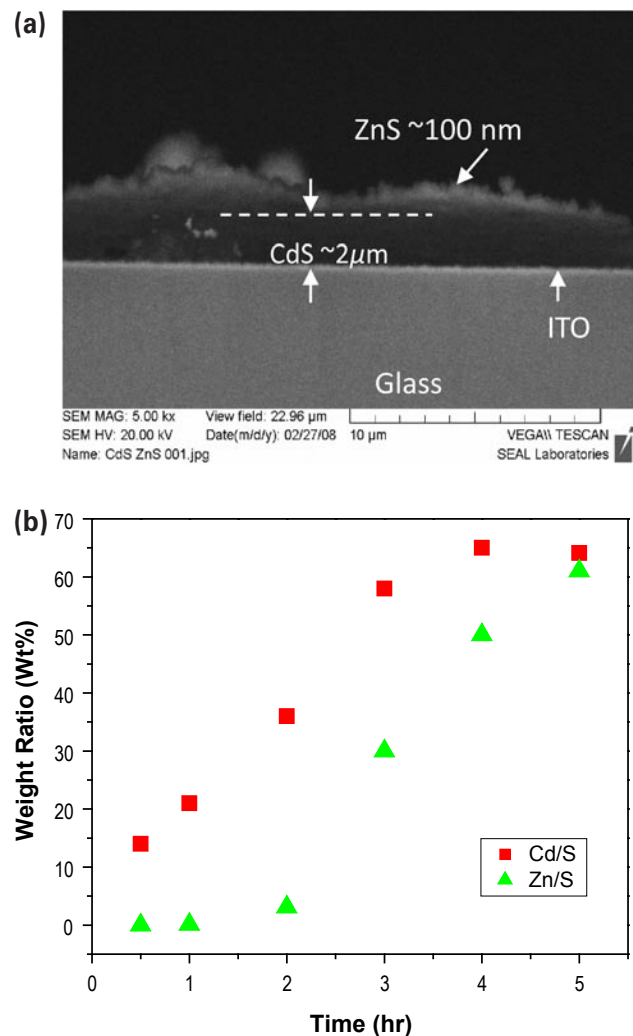 (a)
ZnS ~100 nm
CdS ~2μm
ITO
Glass
SEM MAG: 5.00 kx View field: 22.96 μm
SEM HV: 20.00 kV Date(m/d/y): 02/27/08 10 μm VEGA\\ TESCAN
Name: CdS ZnS 001.jpg SEAL Laboratories
(b)
70
60
50
40
30
20
10
0
Weight Ratio (Wt%)
Cd/S
Zn/S
0 1 2 3 4 5
Time (hr)